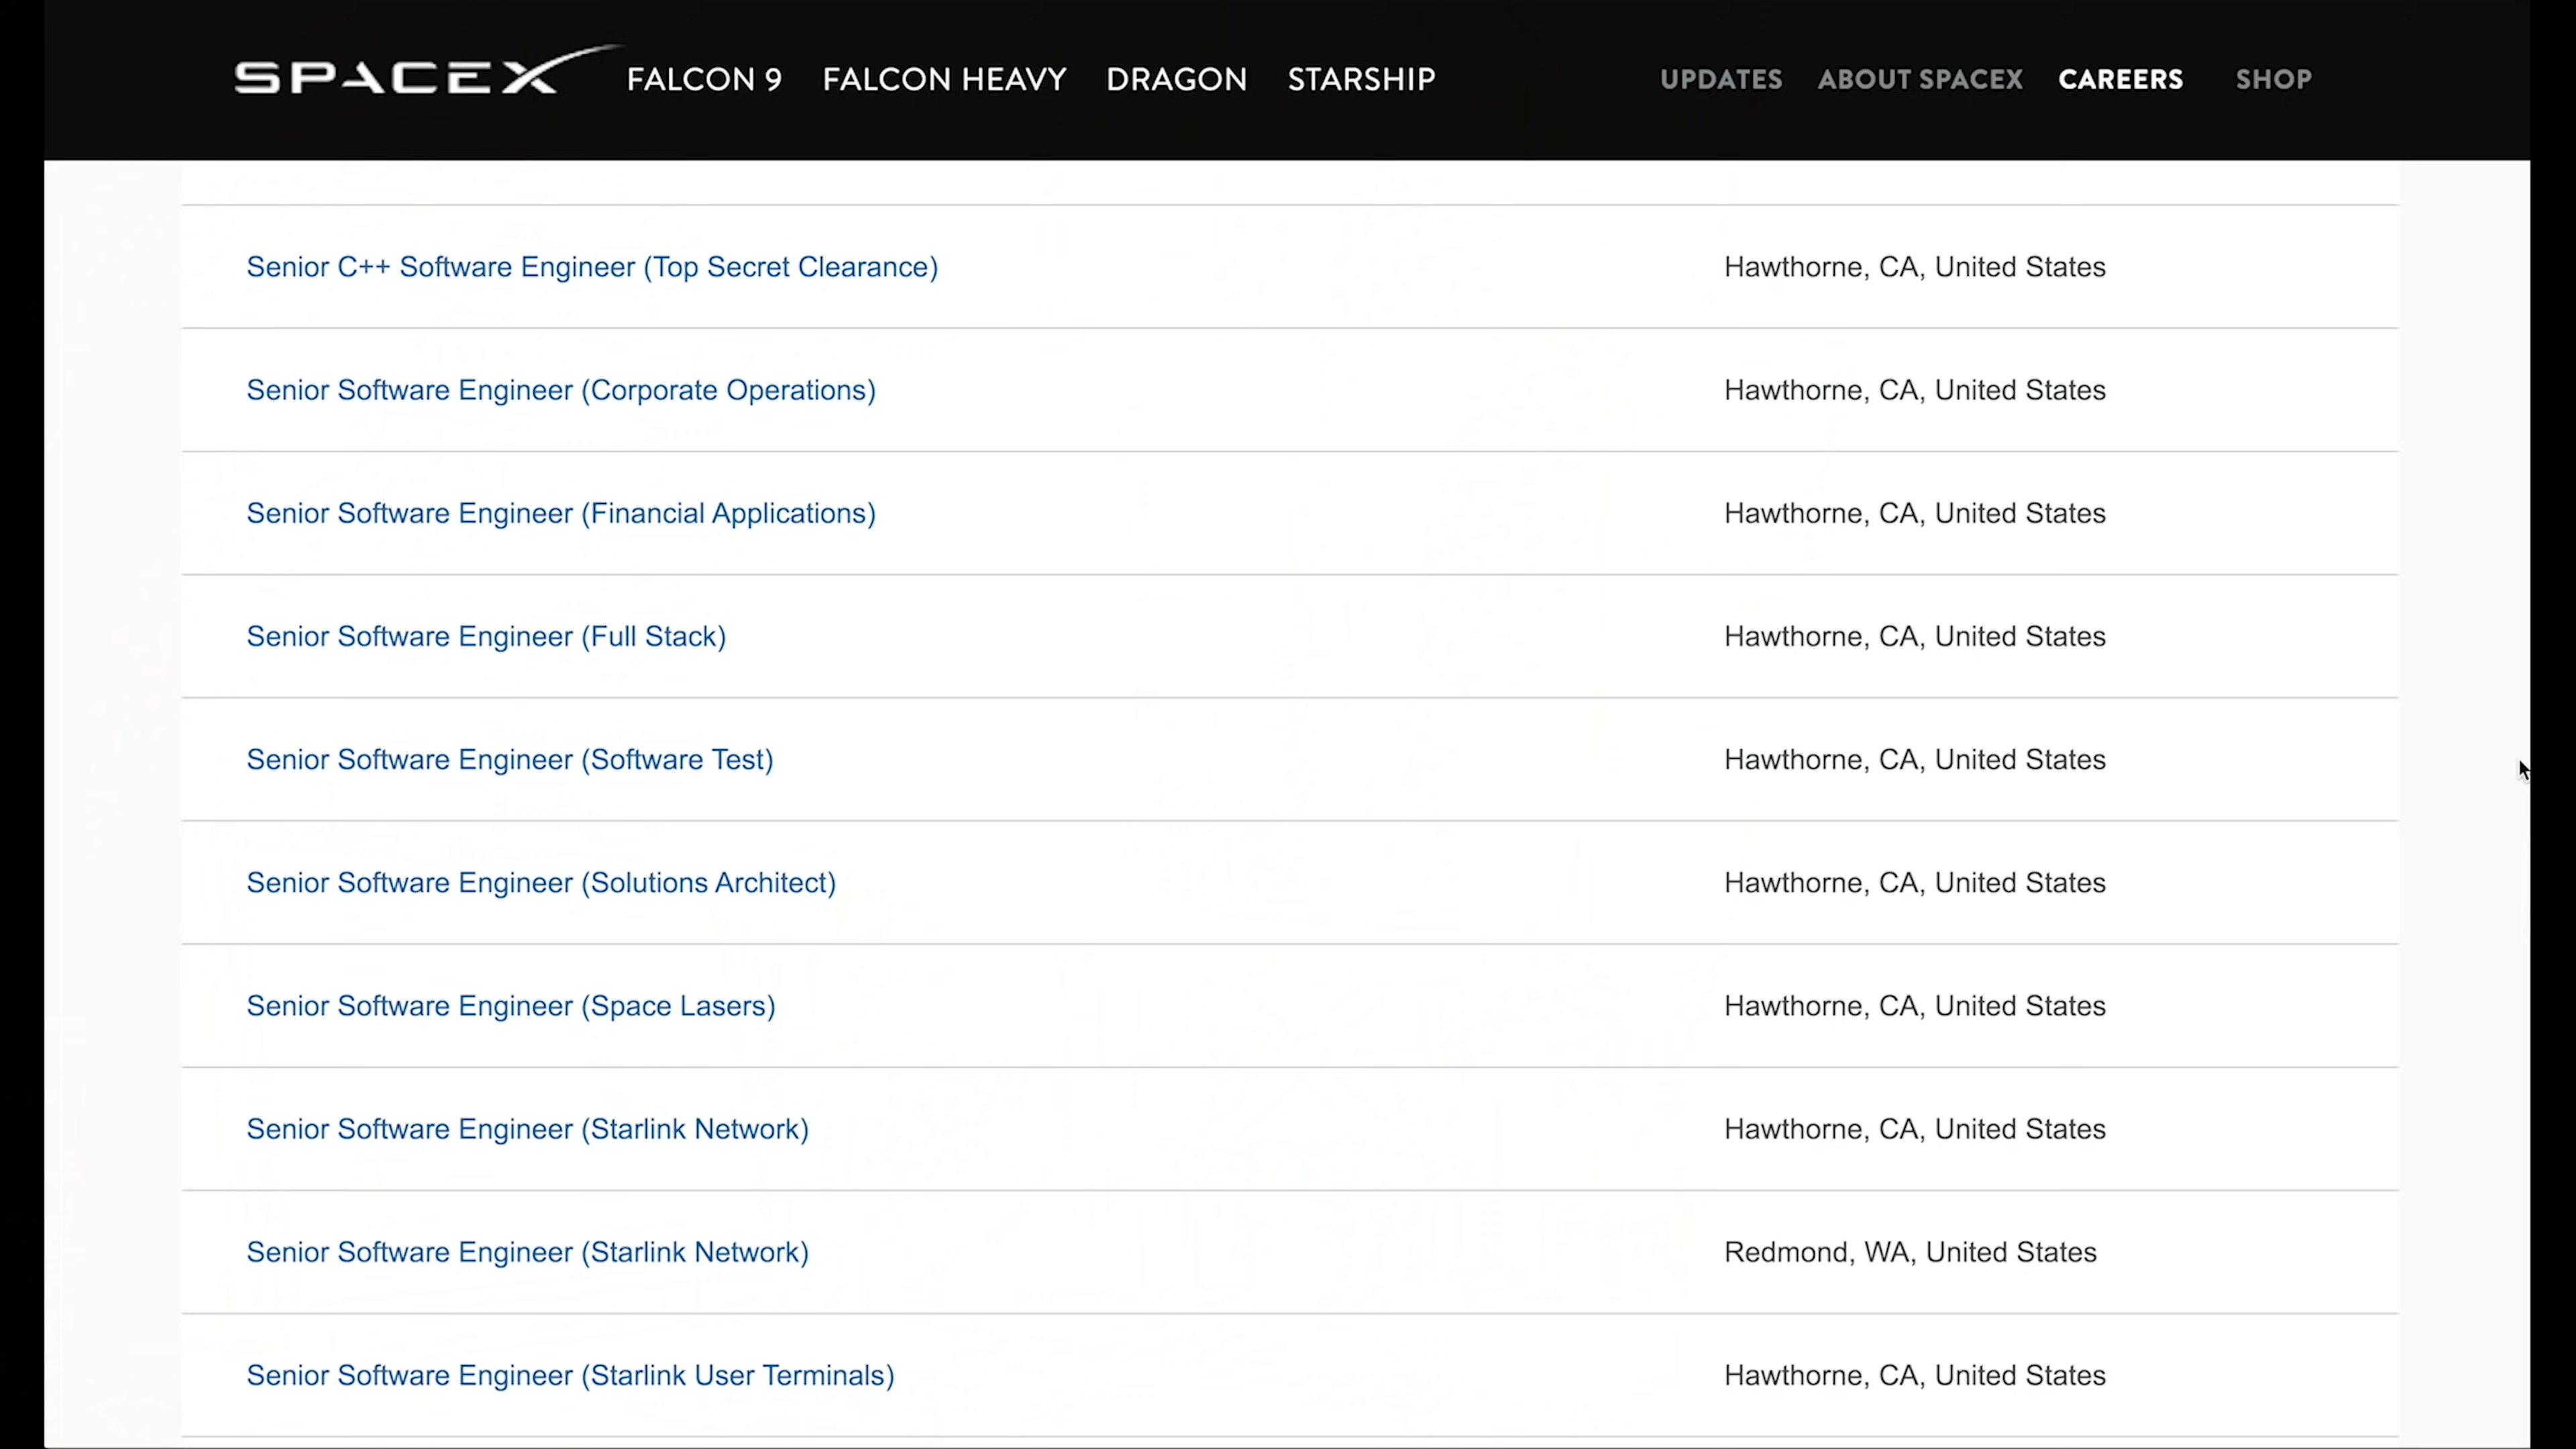 SPACEX FALCON 9 FALCON HEAVY DRAGON STARSHIP UPDATES ABOUT SPACEX CAREERS SHOP
Senior C++ Software Engineer (Top Secret Clearance) Hawthorne, CA, United States
Senior Software Engineer (Corporate Operations) Hawthorne, CA, United States
Senior Software Engineer (Financial Applications) Hawthorne, CA, United States
Senior Software Engineer (Full Stack) Hawthorne, CA, United States
Senior Software Engineer (Software Test) Hawthorne, CA, United States
Senior Software Engineer (Solutions Architect) Hawthorne, CA, United States
Senior Software Engineer (Space Lasers) Hawthorne, CA, United States
Senior Software Engineer (Starlink Network) Hawthorne, CA, United States
Senior Software Engineer (Starlink Network) Redmond, WA, United States
Senior Software Engineer (Starlink User Terminals) Hawthorne, CA, United States